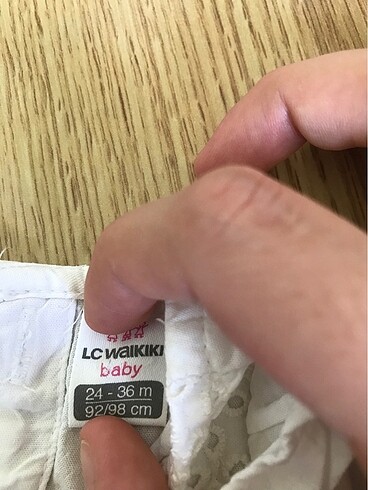 LC WAIKIKI
baby
24 - 36 m
92/98 cm